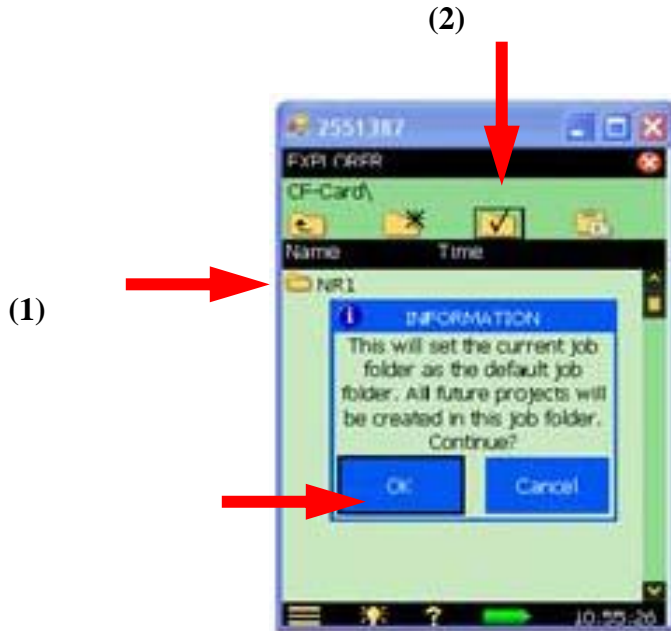 (2)
2551387
EXPLORER
CF-Card\
Name Time
NR1
(1)
i INFORMATION
This will set the current job
folder as the default job
folder. All future projects will
be created in this job folder.
Continue?
OK Cancel
? 10:55:26